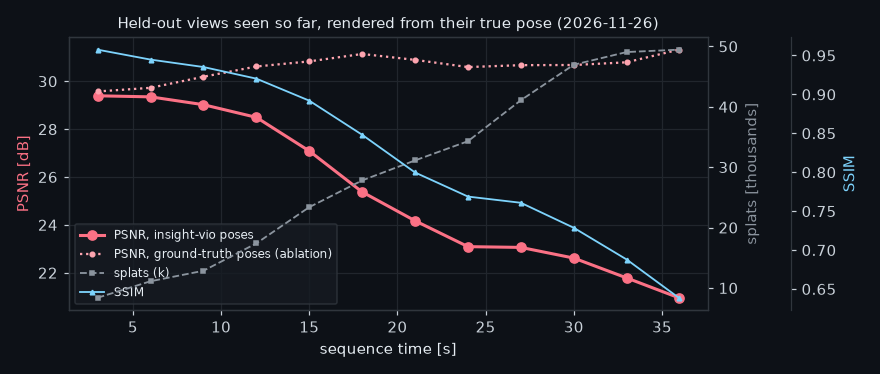 Held-out views seen so far, rendered from their true pose (2026-11-26)
PSNR [dB]
30
28
26
24
22
50
40
30
20
10
splats [thousands]
0.95
0.90
0.85
0.80
0.75
0.70
0.65
SSIM
PSNR, insight-vio poses
PSNR, ground-truth poses (ablation)
splats (k)
SSIM
5 10 15 20 25 30 35
sequence time [s]